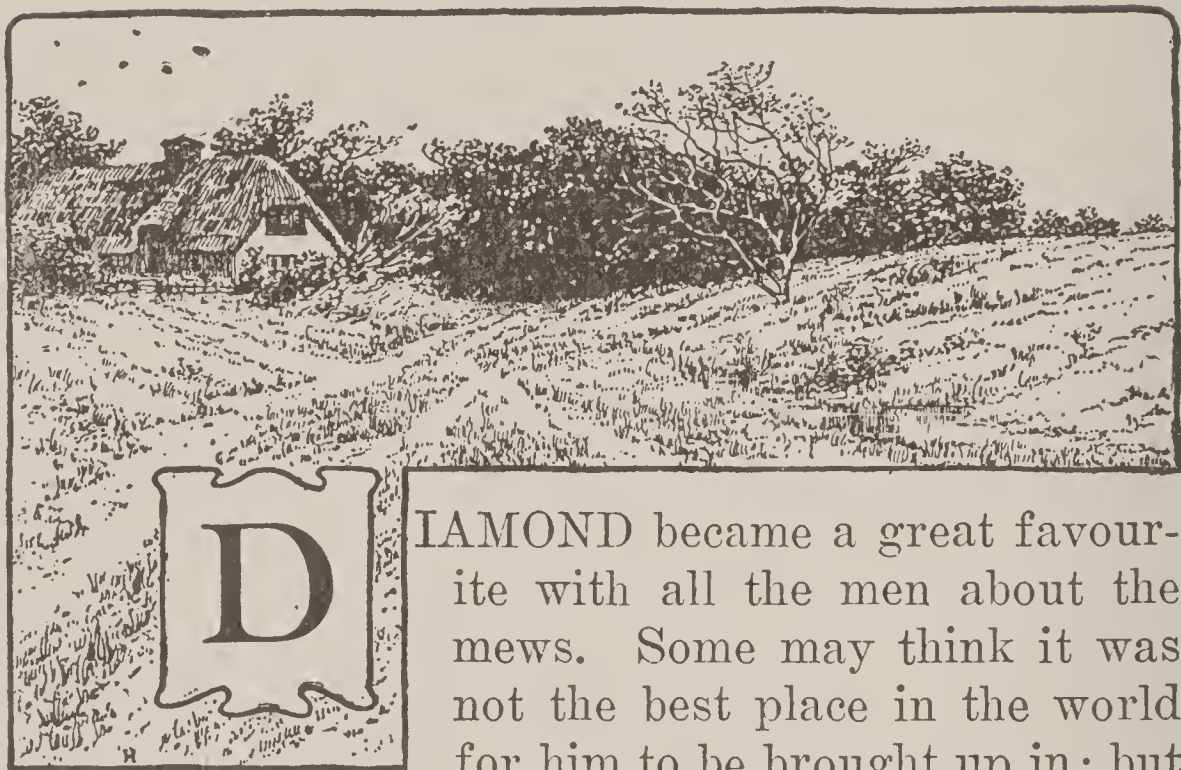 DIAMOND became a great favour-
ite with all the men about the
mews. Some may think it was
not the best place in the world
for him to be brought up in; but
H